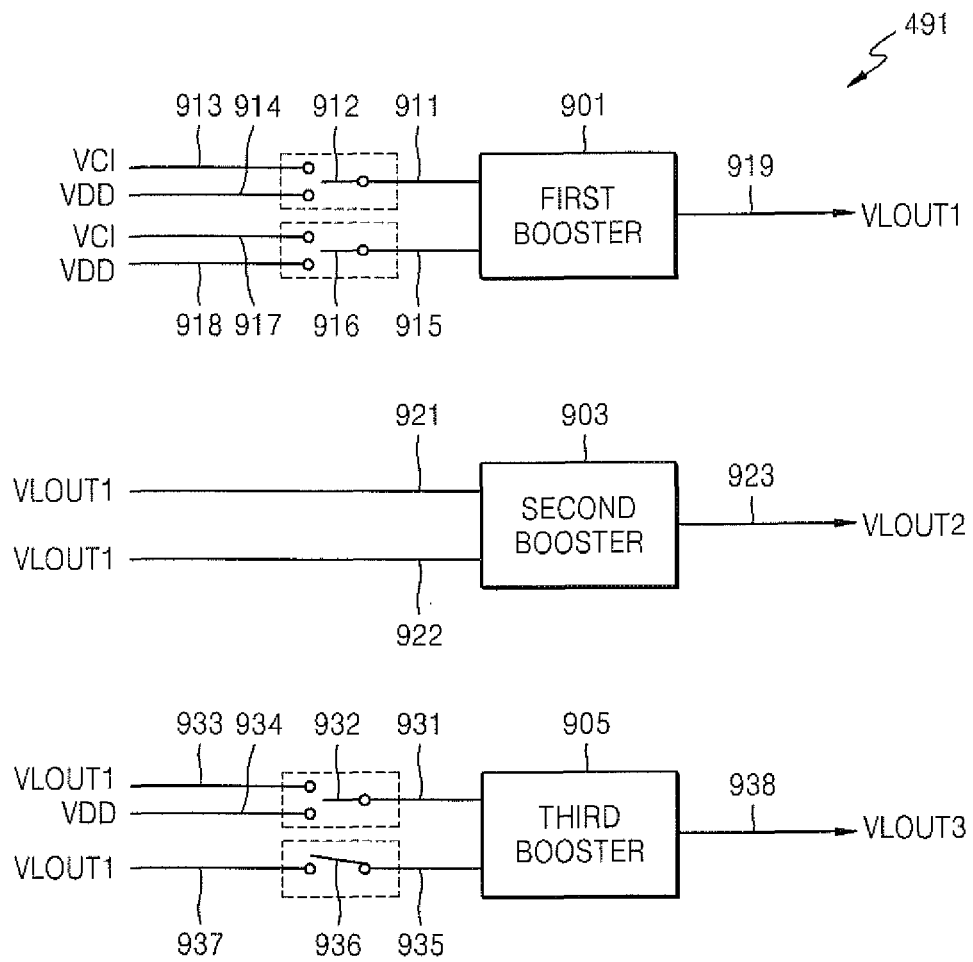 491
913 914 912 911 901
VCI
VDD
VCI
VDD
FIRST
BOOSTER
919
VLOUT1
918 917 916 915
921 903
VLOUT1
VLOUT1
SECOND
BOOSTER
923
VLOUT2
922
933 934 932 931 905
VLOUT1
VDD
VLOUT1
THIRD
BOOSTER
938
VLOUT3
937 936 935